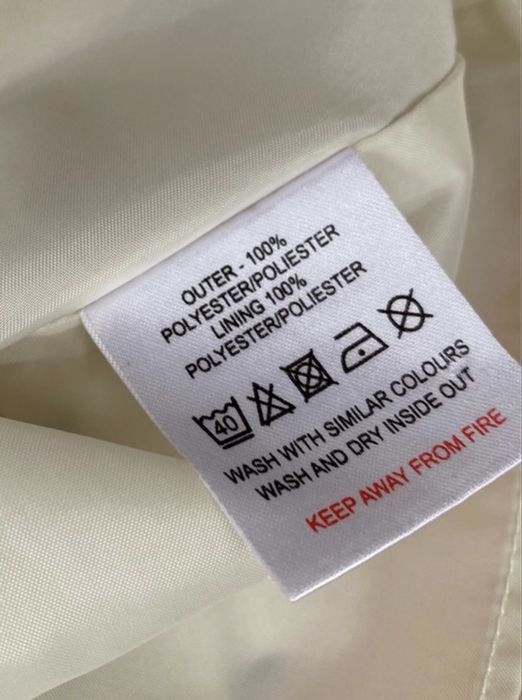 OUTER - 100%
POLYESTER/POLIESTER
LINING 100%
POLYESTER/POLIESTER
40
WASH WITH SIMILAR COLOURS
WASH AND DRY INSIDE OUT
KEEP AWAY FROM FIRE